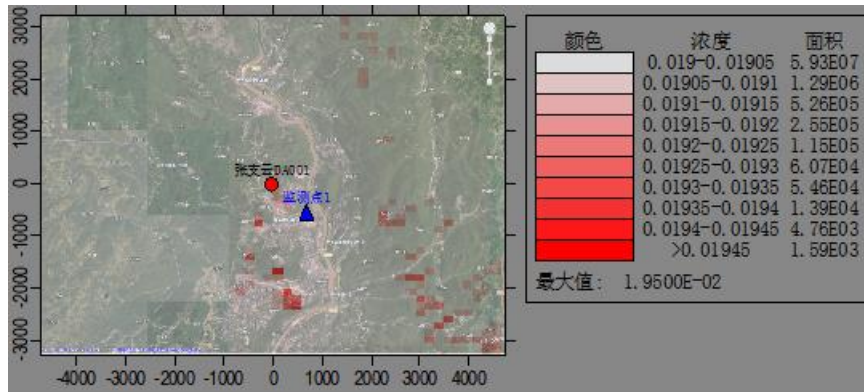 3000
2000
1000
0
-1000
-2000
-3000
-4000 -3000 -2000 -1000 0 1000 2000 3000 4000
张支云DA001
监测点1
颜色 浓度 面积
0.019-0.01905 5.93E07
0.01905-0.0191 1.29E06
0.0191-0.01915 5.26E05
0.01915-0.0192 2.55E05
0.0192-0.01925 1.15E05
0.01925-0.0193 6.07E04
0.0193-0.01935 5.46E04
0.01935-0.0194 1.39E04
0.0194-0.01945 4.76E03
>0.01945 1.59E03
最大值: 1.9500E-02